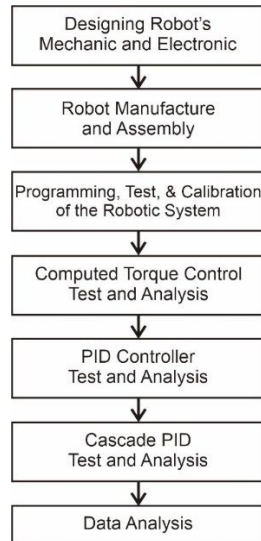 Designing Robot's
Mechanic and Electronic
Robot Manufacture
and Assembly
Programming, Test, & Calibration
of the Robotic System
Computed Torque Control
Test and Analysis
PID Controller
Test and Analysis
Cascade PID
Test and Analysis
Data Analysis